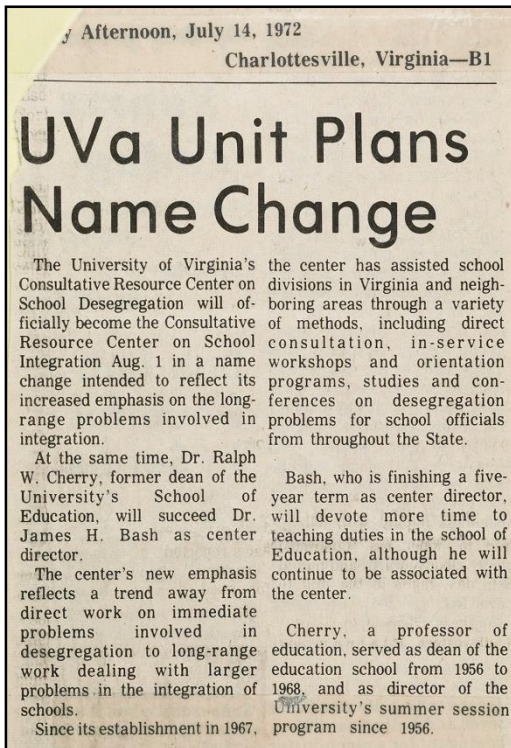 y Afternoon, July 14, 1972
Charlottesville, Virginia—B1
UVa Unit Plans
Name Change
The University of Virginia's
Consultative Resource Center on
School Desegregation will of-
ficially become the Consultative
Resource Center on School
Integration Aug. 1 in a name
change intended to reflect its
increased emphasis on the long-
range problems involved in
integration.
At the same time, Dr. Ralph
W. Cherry, former dean of the
University's School of
Education, will succeed Dr.
James H. Bash as center
director.
The center's new emphasis
reflects a trend away from
direct work on immediate
problems involved in
desegregation to long-range
work dealing with larger
problems in the integration of
schools.
Since its establishment in 1967,
the center has assisted school
divisions in Virginia and neigh-
boring areas through a variety
of methods, including direct
consultation, in-service
workshops and orientation
programs, studies and con-
ferences on desegregation
problems for school officials
from throughout the State.
Bash, who is finishing a five-
year term as center director,
will devote more time to
teaching duties in the school of
Education, although he will
continue to be associated with
the center.
Cherry, a professor of
education, served as dean of the
education school from 1956 to
1968, and as director of the
University's summer session
program since 1956.